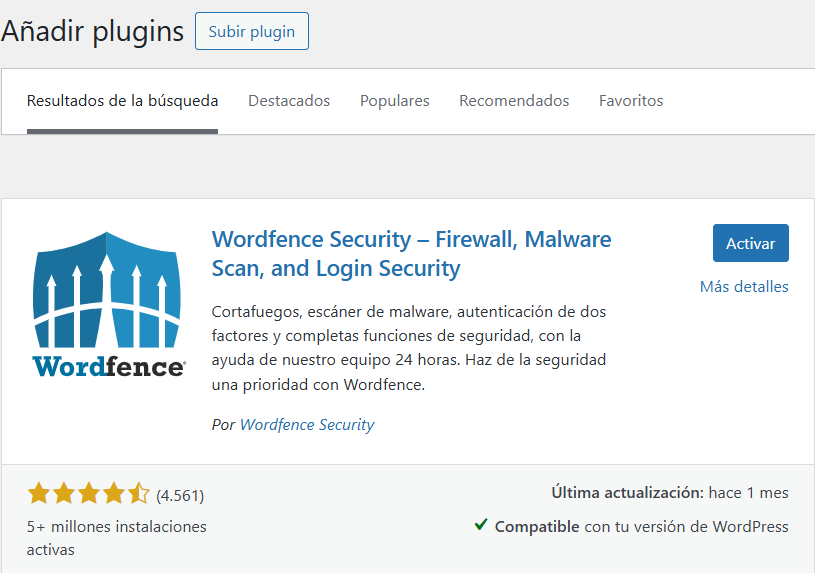 Añadir plugins
Subir plugin
Resultados de la búsqueda
Destacados
Populares
Recomendados
Favoritos
Wordfence Security – Firewall, Malware
Scan, and Login Security
Activar
Más detalles
Cortafuegos, escáner de malware, autenticación de dos
factores y completas funciones de seguridad, con la
ayuda de nuestro equipo 24 horas. Haz de la seguridad
una prioridad con Wordfence.
Por Wordfence Security
Wordfence®
(4.561)
5+ millones instalaciones
activas
Última actualización: hace 1 mes
Compatible con tu versión de WordPress